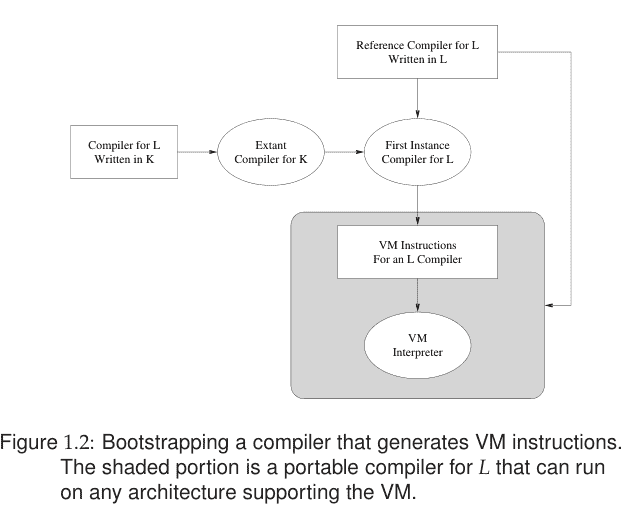 Reference Compiler for L
Written in L
Compiler for L
Written in K
Extant
Compiler for K
First Instance
Compiler for L
VM Instructions
For an L Compiler
VM
Interpreter
Figure 1.2: Bootstrapping a compiler that generates VM instructions.
The shaded portion is a portable compiler for L that can run
on any architecture supporting the VM.